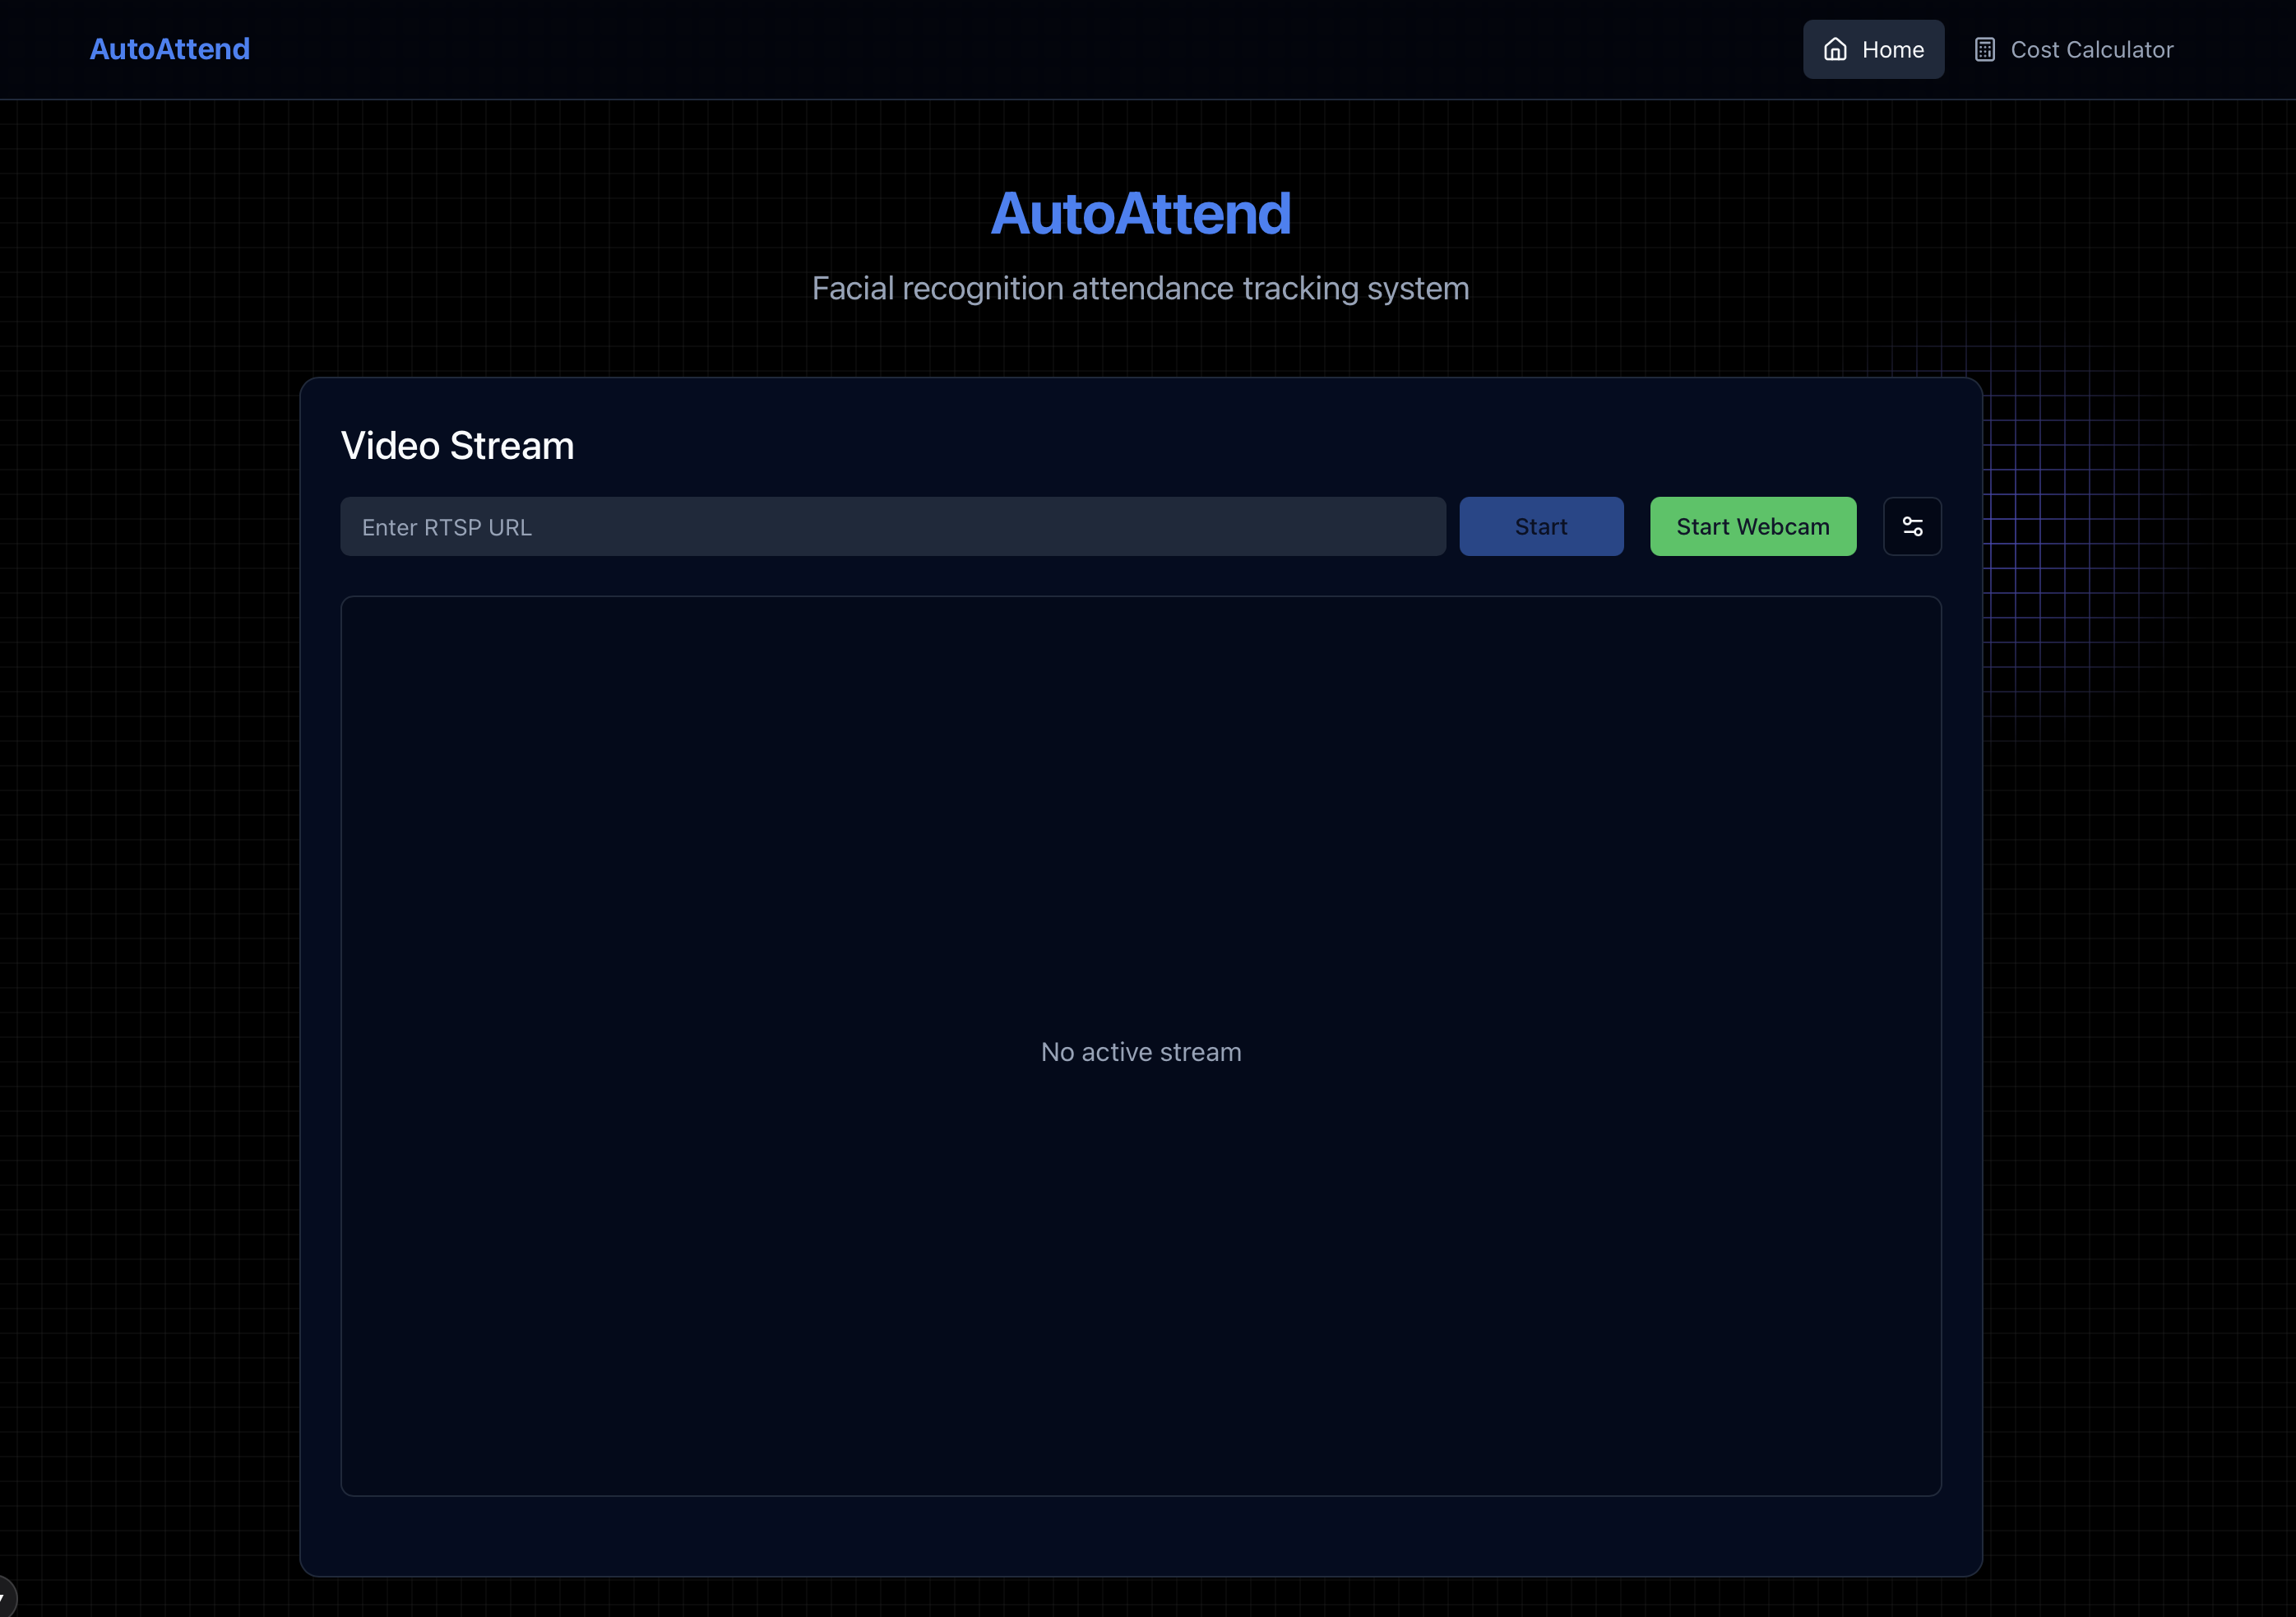 AutoAttend
Home
Cost Calculator
AutoAttend
Facial recognition attendance tracking system
Video Stream
Enter RTSP URL
Start
Start Webcam
No active stream